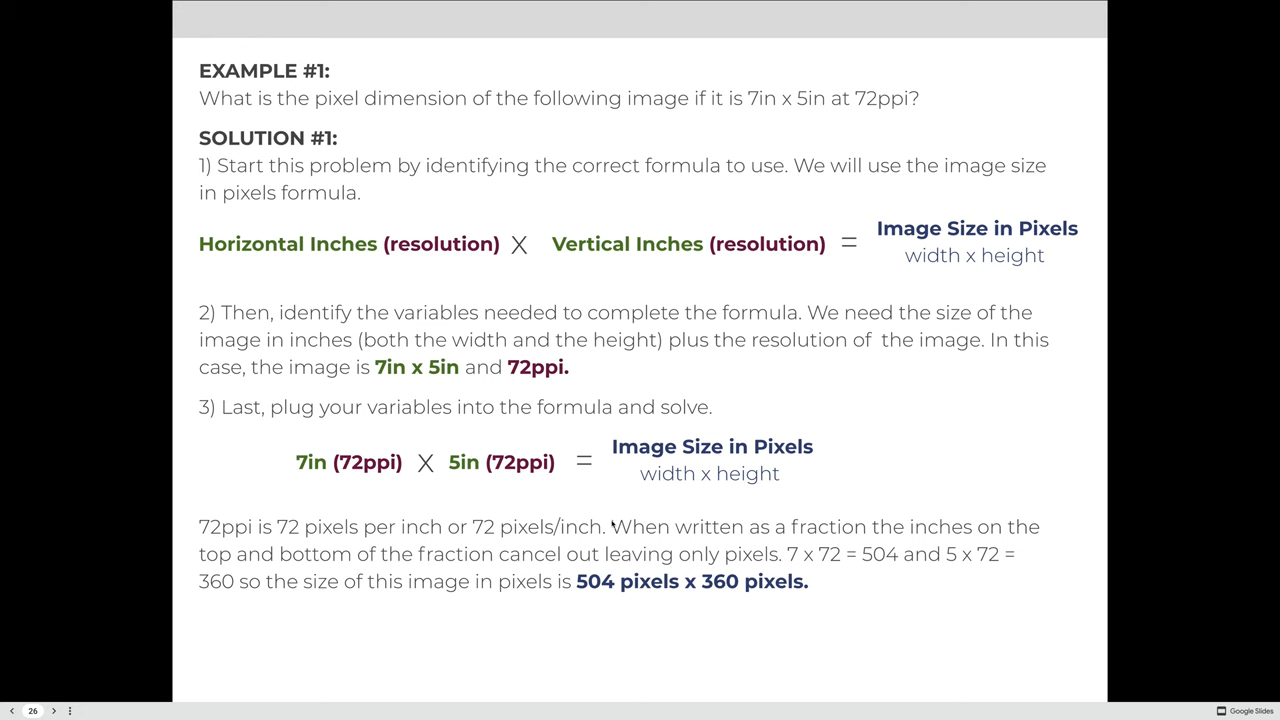 EXAMPLE #1:
What is the pixel dimension of the following image if it is 7in x 5in at 72ppi?
SOLUTION #1:
1) Start this problem by identifying the correct formula to use. We will use the image size
in pixels formula.
Horizontal Inches (resolution) X Vertical Inches (resolution) = Image Size in Pixels
width x height
2) Then, identify the variables needed to complete the formula. We need the size of the
image in inches (both the width and the height) plus the resolution of the image. In this
case, the image is 7in x 5in and 72ppi.
3) Last, plug your variables into the formula and solve.
7in (72ppi) X 5in (72ppi) = Image Size in Pixels
width x height
72ppi is 72 pixels per inch or 72 pixels/inch. When written as a fraction the inches on the
top and bottom of the fraction cancel out leaving only pixels. 7 x 72 = 504 and 5 x 72 =
360 so the size of this image in pixels is 504 pixels x 360 pixels.
26
Google Slides